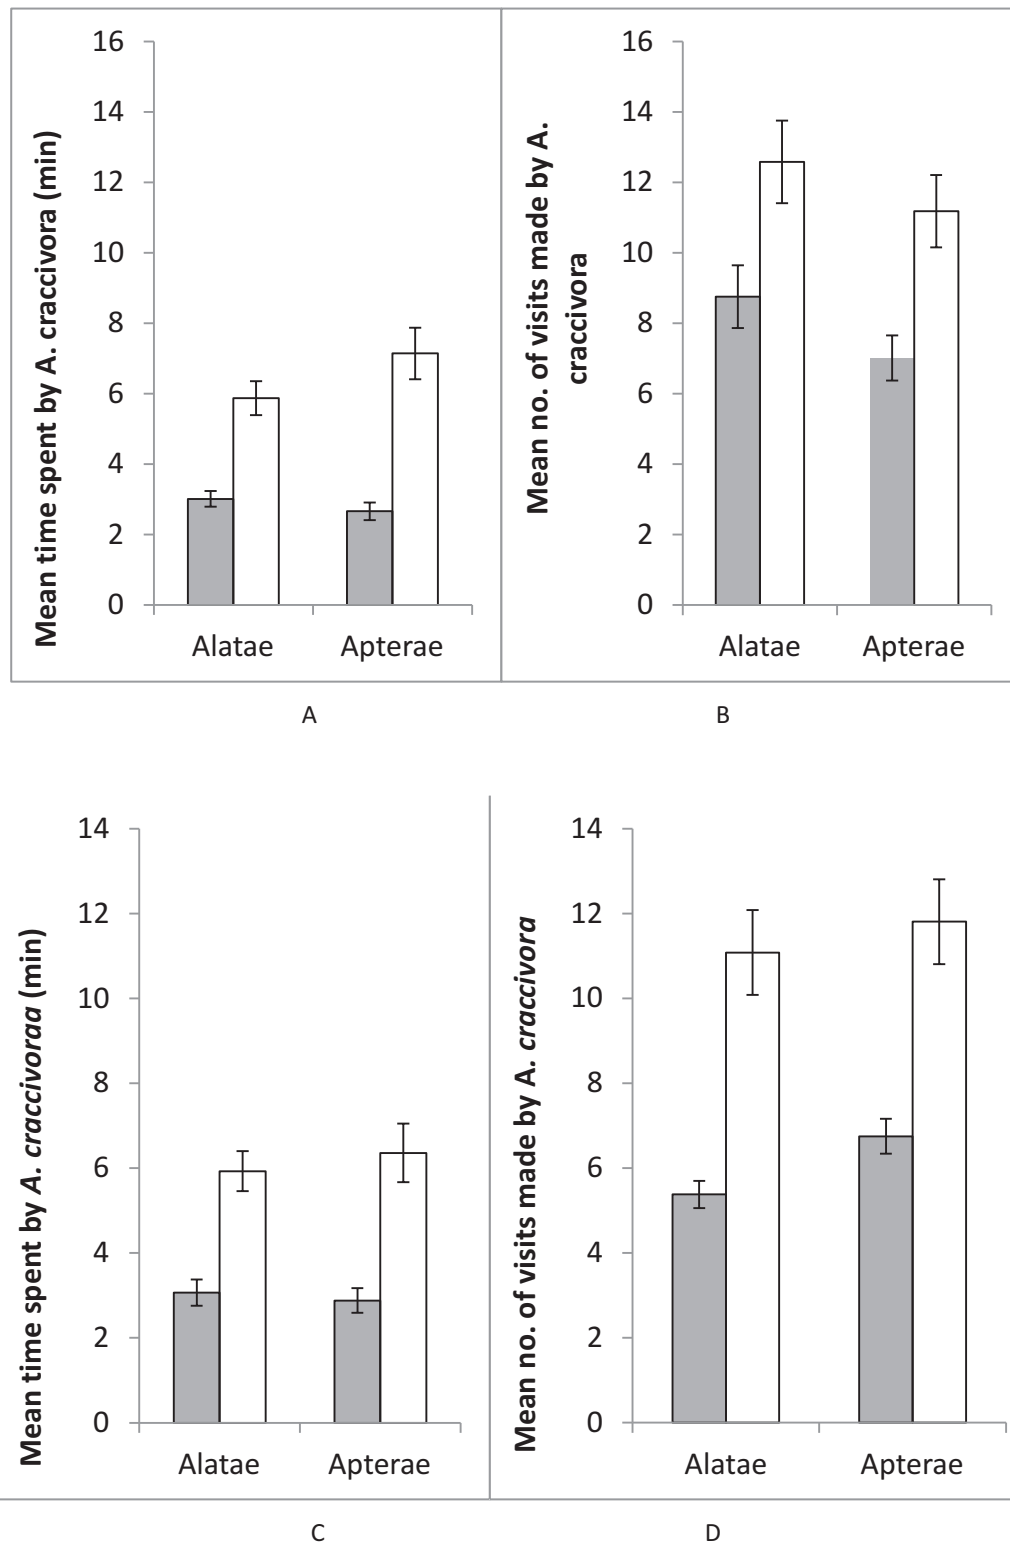 Mean time spent by A. craccivora (min)
16
14
12
10
8
6
4
2
0
Alatae Apterae
A
Mean no. of visits made by A.
craccivora
16
14
12
10
8
6
4
2
0
Alatae Apterae
B
Mean time spent by A. craccivoraa (min)
14
12
10
8
6
4
2
0
Alatae Apterae
C
Mean no. of visits made by A. craccivora
14
12
10
8
6
4
2
0
Alatae Apterae
D